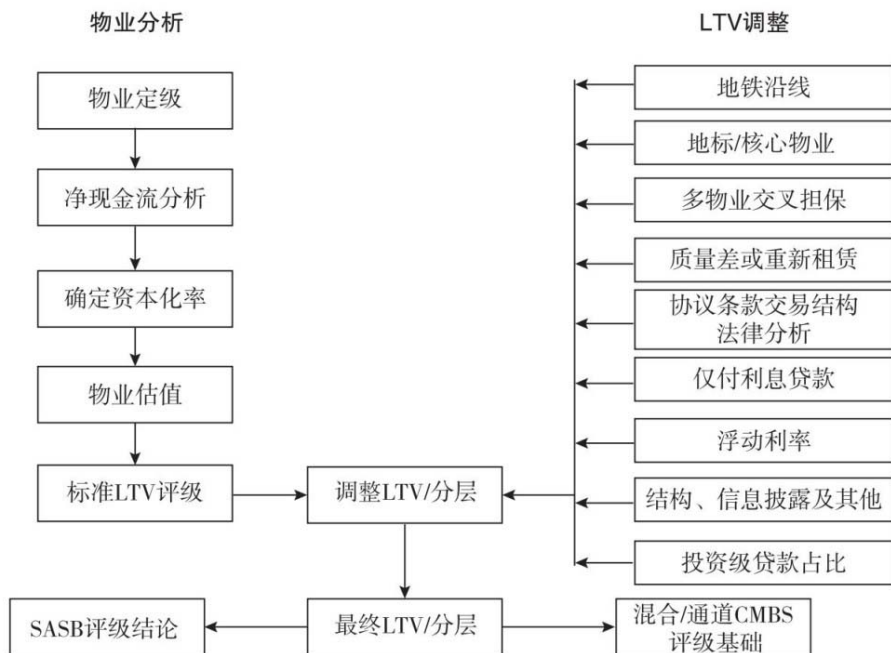 物业分析
物业定级
净现金流分析
确定资本化率
物业估值
标准LTV评级
调整LTV/分层
LTV调整
地铁沿线
地标/核心物业
多物业交叉担保
质量差或重新租赁
协议条款交易结构
法律分析
仅付利息贷款
浮动利率
结构、信息披露及其他
投资级贷款占比
SASB评级结论
最终LTV/分层
混合/通道CMBS
评级基础